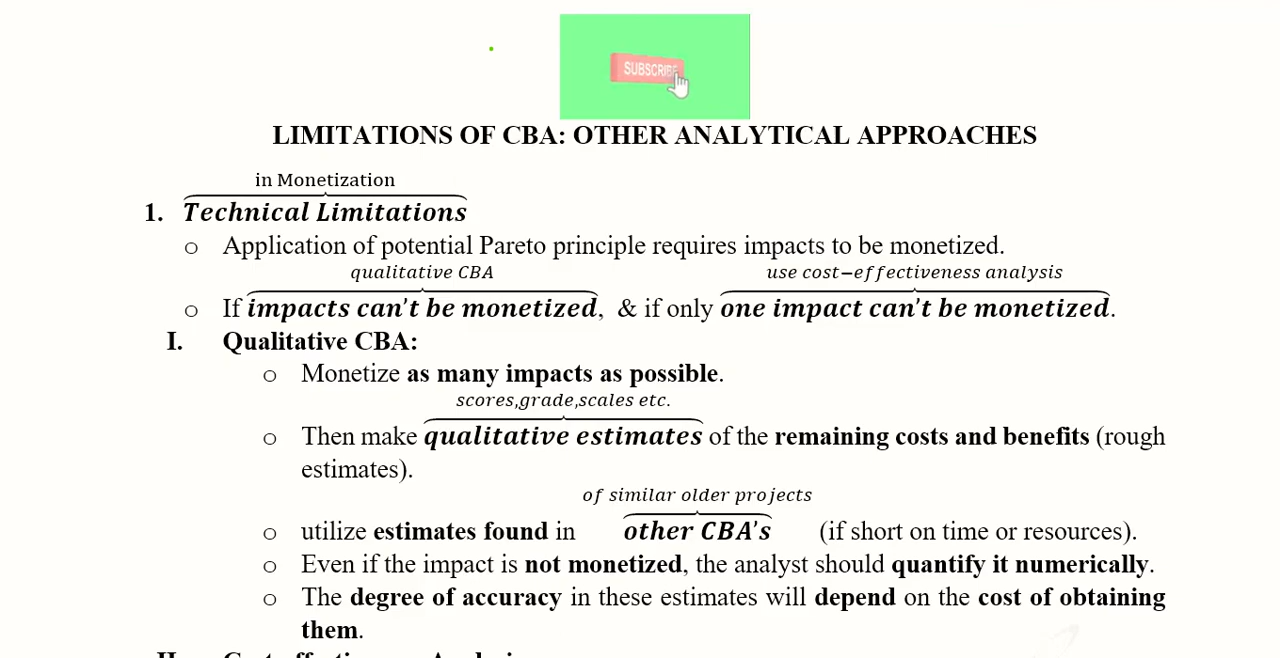 SUBSCRIBE
LIMITATIONS OF CBA: OTHER ANALYTICAL APPROACHES
in Monetization
1. Technical Limitations
o Application of potential Pareto principle requires impacts to be monetized.
qualitative CBA use cost−effectiveness analysis
o If impacts can't be monetized, & if only one impact can't be monetized.
I. Qualitative CBA:
o Monetize as many impacts as possible.
scores,grade,scales etc.
o Then make qualitative estimates of the remaining costs and benefits (rough
estimates).
of similar older projects
o utilize estimates found in other CBA's (if short on time or resources).
o Even if the impact is not monetized, the analyst should quantify it numerically.
o The degree of accuracy in these estimates will depend on the cost of obtaining
them.